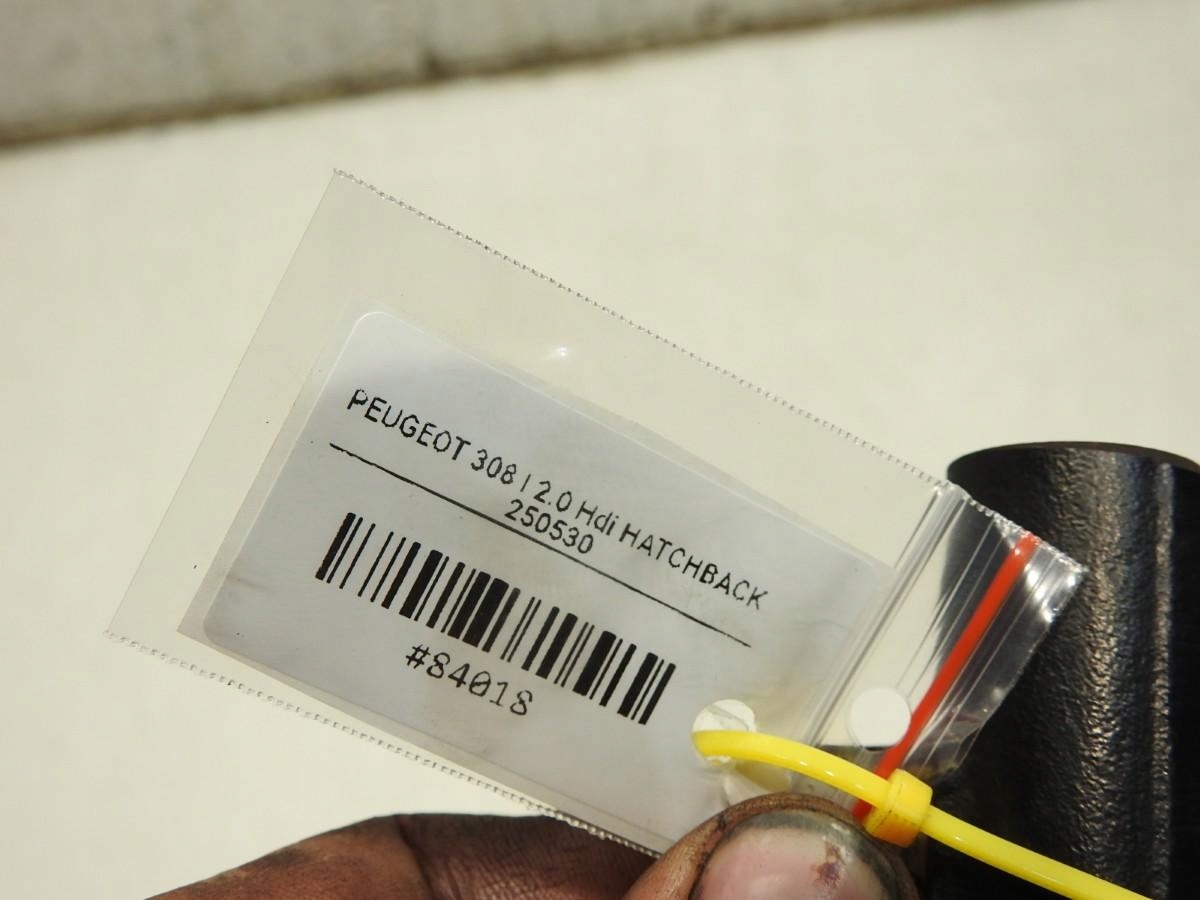 PEUGEOT 308 I 2.0 Hdi HATCHBACK
250530
#84018